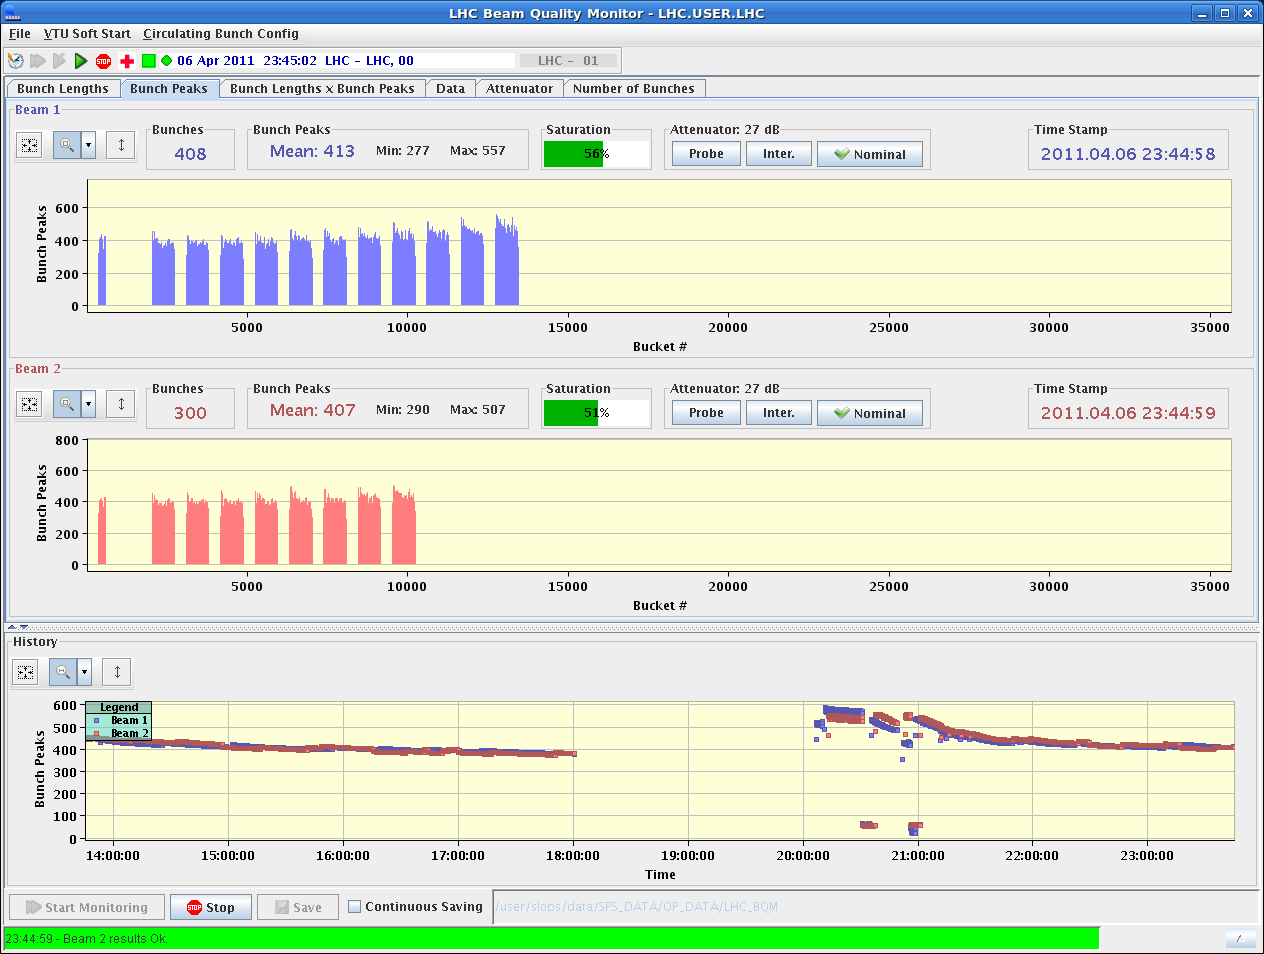 LHC Beam Quality Monitor - LHC.USER.LHC
File VTU Soft Start Circulating Bunch Config
STOP 06 Apr 2011 23:45:02 LHC - LHC, 00 LHC - 01
Bunch Lengths Bunch Peaks Bunch Lengths x Bunch Peaks Data Attenuator Number of Bunches
Beam 1
Bunches Bunch Peaks Saturation Attenuator: 27 dB Time Stamp
408 Mean: 413 Min: 277 Max: 557 56% Probe Inter. Nominal 2011.04.06 23:44:58
Bunch Peaks
600
400
200
0
5000 10000 15000 20000 25000 30000 35000
Bucket #
Beam 2
Bunches Bunch Peaks Saturation Attenuator: 27 dB Time Stamp
300 Mean: 407 Min: 290 Max: 507 51% Probe Inter. Nominal 2011.04.06 23:44:59
Bunch Peaks
800
600
400
200
0
5000 10000 15000 20000 25000 30000 35000
Bucket #
History
Bunch Peaks
600
500
400
300
200
100
0
Legend
Beam 1
Beam 2
14:00:00 15:00:00 16:00:00 17:00:00 18:00:00 19:00:00 20:00:00 21:00:00 22:00:00 23:00:00
Time
Start Monitoring STOP Stop Save Continuous Saving /user/slops/data/SPS_DATA/OP_DATA/LHC_BQM
23:44:59 - Beam 2 results Ok.